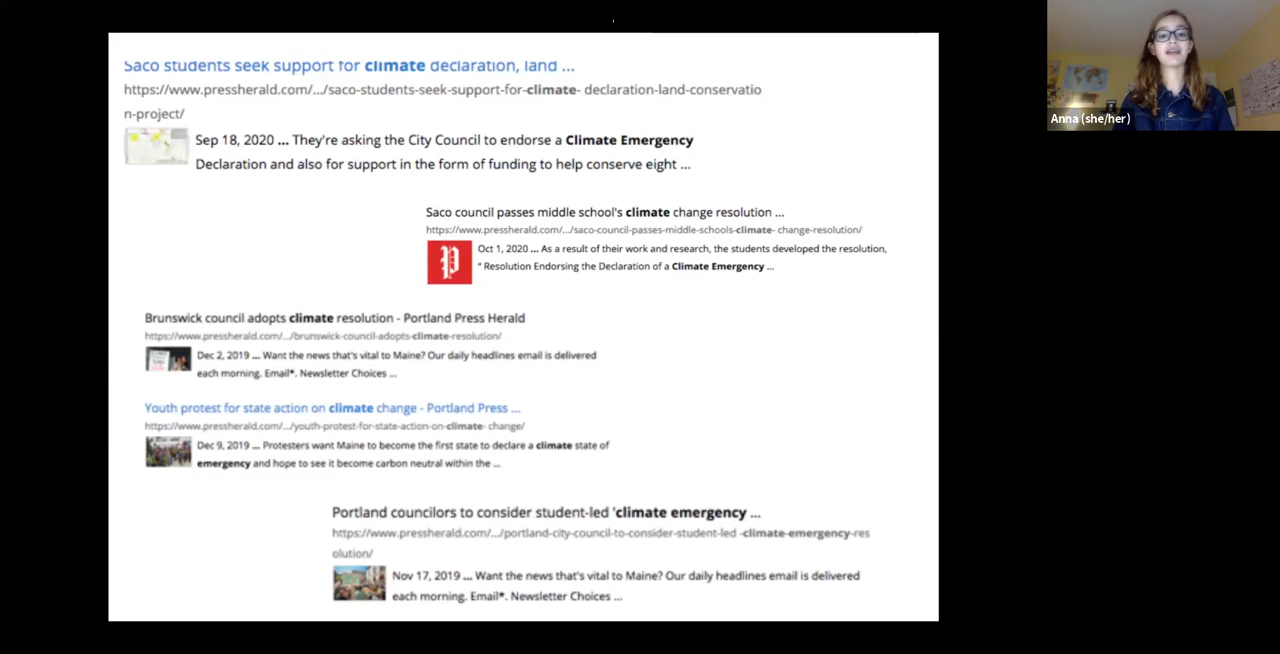 Saco students seek support for climate declaration, land ...
https://www.pressherald.com/.../saco-students-seek-support-for-climate- declaration-land-conservatio
n-project/
Sep 18, 2020 ... They're asking the City Council to endorse a Climate Emergency
Declaration and also for support in the form of funding to help conserve eight ...
Saco council passes middle school's climate change resolution ...
https://www.pressherald.com/.../saco-council-passes-middle-schools-climate- change-resolution/
Oct 1, 2020 ... As a result of their work and research, the students developed the resolution,
" Resolution Endorsing the Declaration of a Climate Emergency ...
Brunswick council adopts climate resolution - Portland Press Herald
https://www.pressherald.com/.../brunswick-council-adopts-climate-resolution/
Dec 2, 2019 ... Want the news that's vital to Maine? Our daily headlines email is delivered
each morning. Email*. Newsletter Choices ...
Youth protest for state action on climate change - Portland Press ...
https://www.pressherald.com/.../youth-protest-for-state-action-on-climate- change/
Dec 9, 2019 ... Protesters want Maine to become the first state to declare a climate state of
emergency and hope to see it become carbon neutral within the ...
Portland councilors to consider student-led 'climate emergency ...
https://www.pressherald.com/.../portland-city-council-to-consider-student-led -climate-emergency-res
olution/
Nov 17, 2019 ... Want the news that's vital to Maine? Our daily headlines email is delivered
each morning. Email*. Newsletter Choices ...
Anna (she/her)